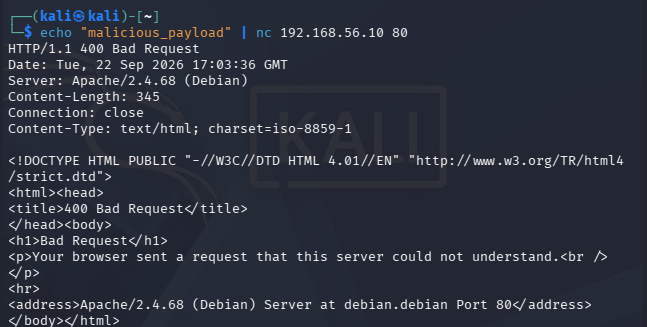 ┌──(kali㉿kali)-[~]
└─$ echo "malicious_payload" | nc 192.168.56.10 80
HTTP/1.1 400 Bad Request
Date: Tue, 22 Sep 2026 17:03:36 GMT
Server: Apache/2.4.68 (Debian)
Content-Length: 345
Connection: close
Content-Type: text/html; charset=iso-8859-1

<!DOCTYPE HTML PUBLIC "-//W3C//DTD HTML 4.01//EN" "http://www.w3.org/TR/html4
/strict.dtd">
<html><head>
<title>400 Bad Request</title>
</head><body>
<h1>Bad Request</h1>
<p>Your browser sent a request that this server could not understand.<br />
</p>
<hr>
<address>Apache/2.4.68 (Debian) Server at debian.debian Port 80</address>
</body></html>
KALI